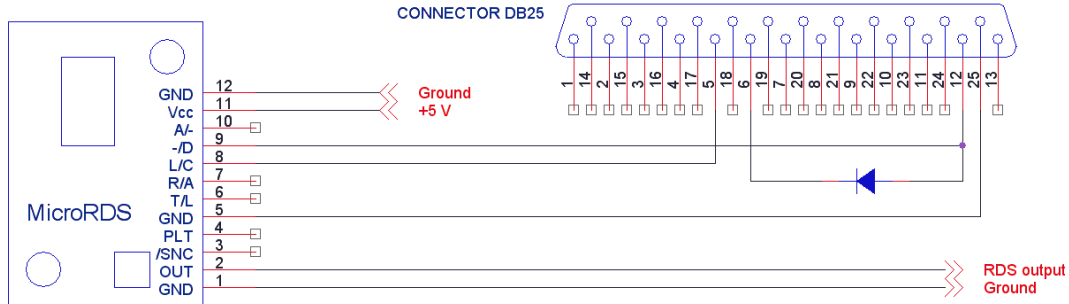 CONNECTOR DB25
1 14 2 15 3 16 4 17 5 18 6 19 7 20 8 21 9 22 10 23 11 24 12 25 13
GND 12 Ground
Vcc 11 +5 V
A/- 10
-/D 9
L/C 8
R/A 7
T/L 6
MicroRDS
GND 5
PLT 4
/SNC 3
OUT 2 RDS output
GND 1 Ground